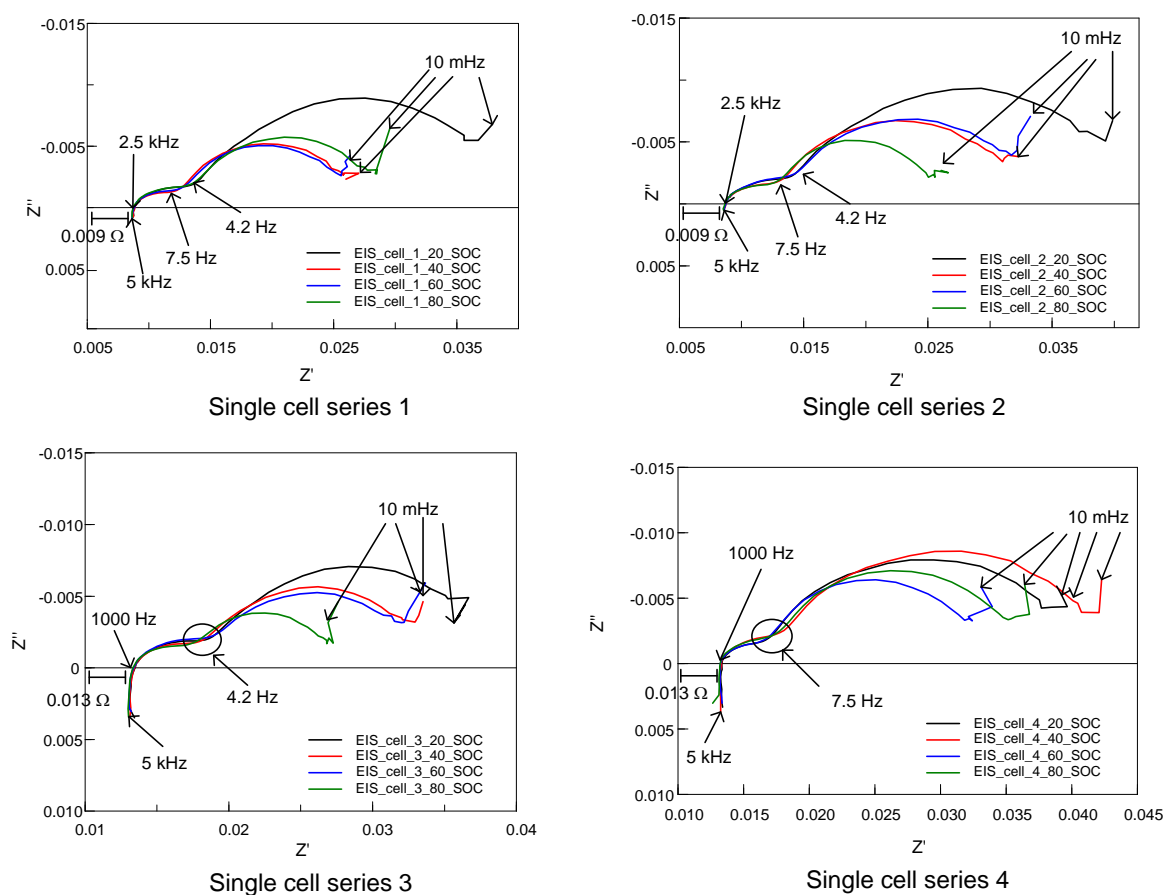 -0.015
-0.010
-0.005
0
0.005
Z"
10 mHz
2.5 kHz
4.2 Hz
0.009 Ω
7.5 Hz
5 kHz
EIS_cell_1_20_SOC
EIS_cell_1_40_SOC
EIS_cell_1_60_SOC
EIS_cell_1_80_SOC
0.005
0.015
0.025
0.035
Z'
Single cell series 1
-0.015
-0.010
-0.005
0
0.005
Z"
10 mHz
2.5 kHz
4.2 Hz
0.009 Ω
7.5 Hz
5 kHz
EIS_cell_2_20_SOC
EIS_cell_2_40_SOC
EIS_cell_2_60_SOC
EIS_cell_2_80_SOC
0.005
0.015
0.025
0.035
Z'
Single cell series 2
-0.015
-0.010
-0.005
0
0.005
0.010
Z"
10 mHz
1000 Hz
4.2 Hz
0.013 Ω
5 kHz
EIS_cell_3_20_SOC
EIS_cell_3_40_SOC
EIS_cell_3_60_SOC
EIS_cell_3_80_SOC
0.01
0.02
0.03
0.04
Z'
Single cell series 3
-0.015
-0.010
-0.005
0
0.005
0.010
Z"
10 mHz
1000 Hz
0.013 Ω
7.5 Hz
5 kHz
EIS_cell_4_20_SOC
EIS_cell_4_40_SOC
EIS_cell_4_60_SOC
EIS_cell_4_80_SOC
0.010
0.015
0.020
0.025
0.030
0.035
0.040
0.045
Z'
Single cell series 4